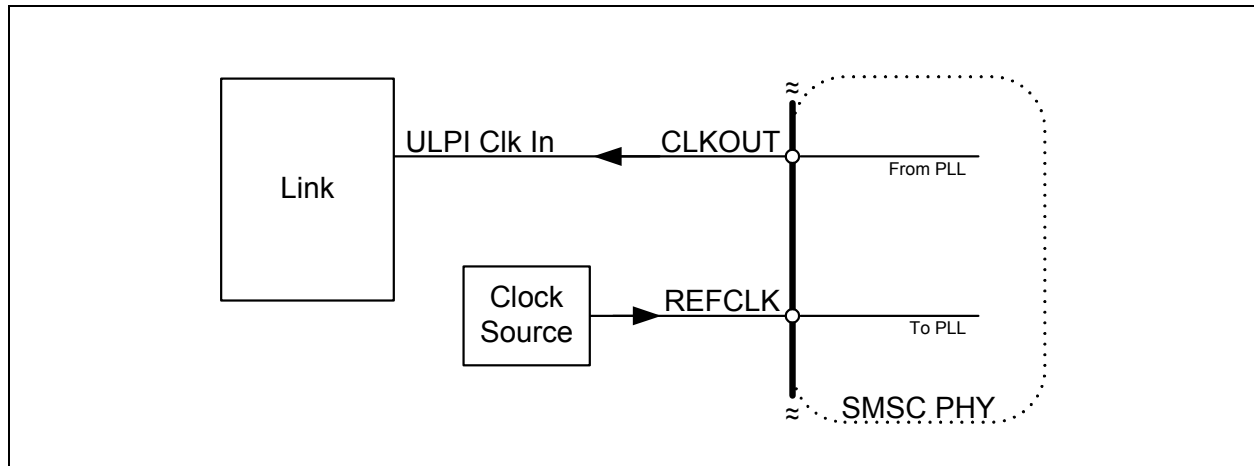 ULPI Clk In
CLKOUT
From PLL
Link
Clock
Source
REFCLK
To PLL
SMSC PHY